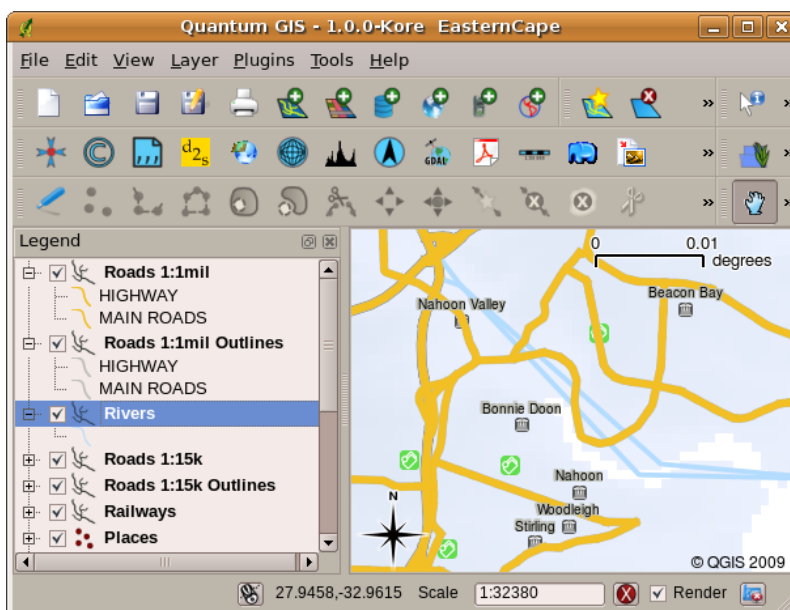 Quantum GIS - 1.0.0-Kore EasternCape
File Edit View Layer Plugins Tools Help
d2s
GDAL
Legend
Roads 1:1mil
HIGHWAY
MAIN ROADS
Roads 1:1mil Outlines
HIGHWAY
MAIN ROADS
Rivers
Roads 1:15k
Roads 1:15k Outlines
Railways
Places
0 0.01
degrees
Nahoon Valley
Beacon Bay
Bonnie Doon
Nahoon
Woodleigh
Stirling
N
© QGIS 2009
27.9458,-32.9615 Scale 1:32380 Render